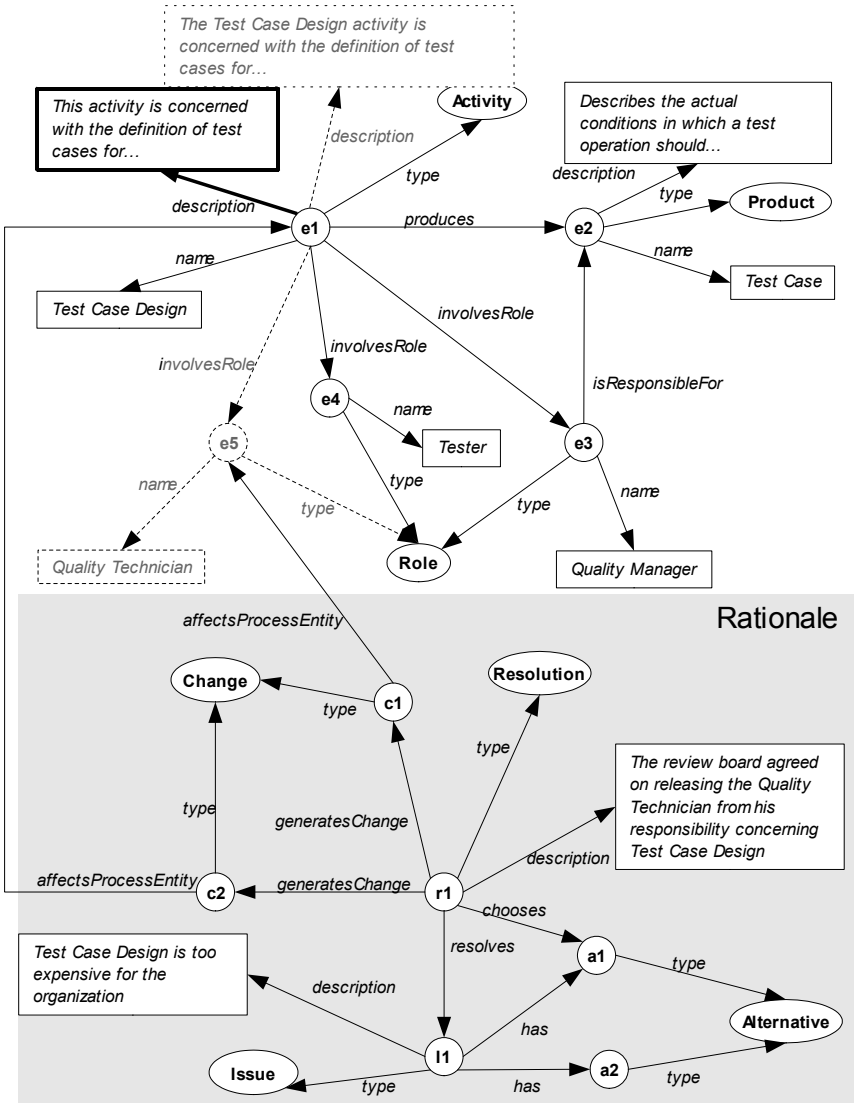 The Test Case Design activity is
concerned with the definition of test
cases for…
This activity is concerned
with the definition of test
cases for…
Activity
Describes the actual
conditions in which a test
operation should…
description
type
description
type
Product
description
e1
produces
e2
name
name
Test Case Design
Test Case
involvesRole
involvesRole
involvesRole
isResponsibleFor
e4
name
e5
Tester
e3
name
type
type
type
name
Quality Technician
Role
Quality Manager
Rationale
affectsProcessEntity
Change
Resolution
type
c1
type
The review board agreed
on releasing the Quality
Technician from his
responsibility concerning
Test Case Design
type
generatesChange
description
affectsProcessEntity
c2
generatesChange
r1
chooses
resolves
Test Case Design is too
expensive for the
organization
a1
type
description
has
Alternative
I1
Issue
type
has
a2
type